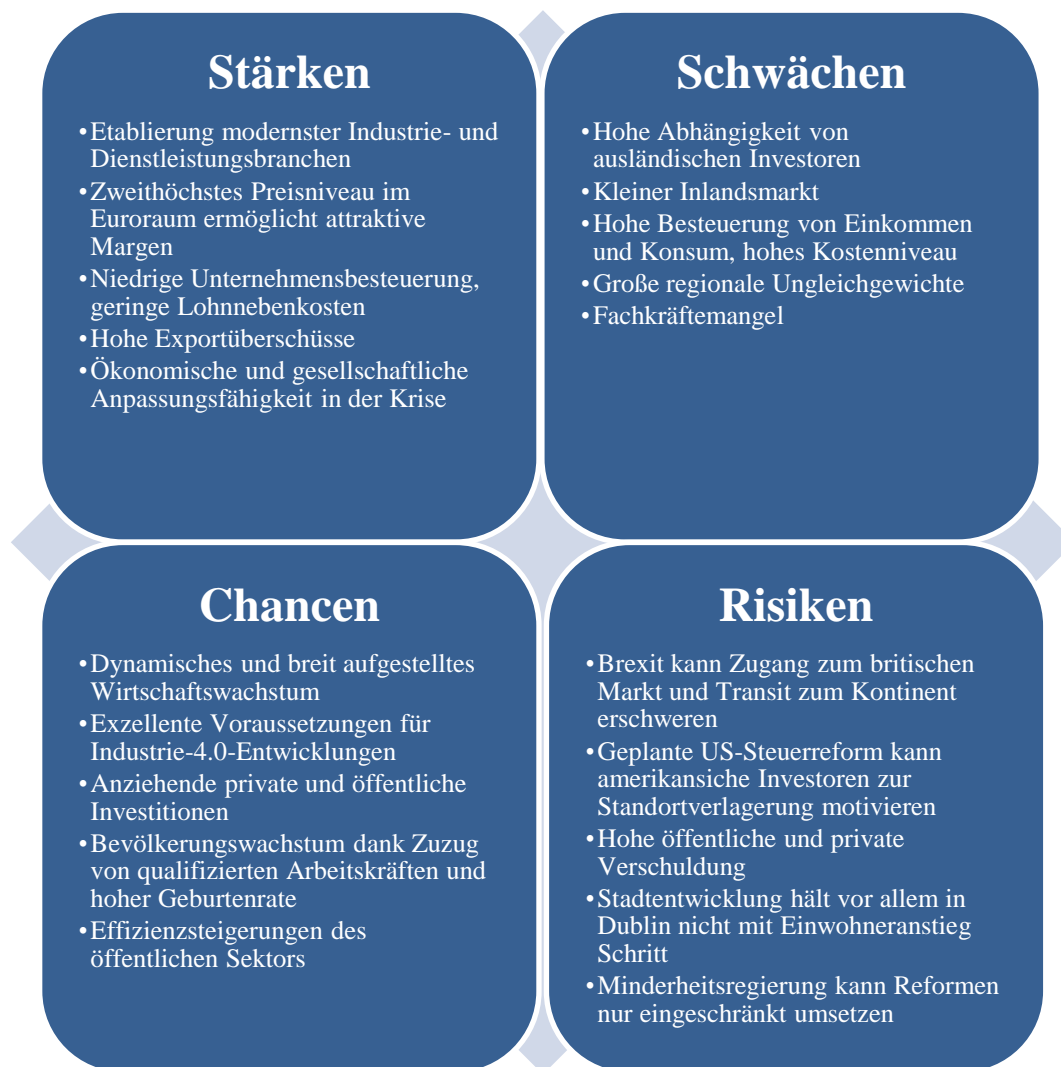 Stärken
•Etablierung modernster Industrie- und
Dienstleistungsbranchen
•Zweithöchstes Preisniveau im
Euroraum ermöglicht attraktive
Margen
•Niedrige Unternehmensbesteuerung,
geringe Lohnnebenkosten
•Hohe Exportüberschüsse
•Ökonomische und gesellschaftliche
Anpassungsfähigkeit in der Krise
Schwächen
•Hohe Abhängigkeit von
ausländischen Investoren
•Kleiner Inlandsmarkt
•Hohe Besteuerung von Einkommen
und Konsum, hohes Kostenniveau
•Große regionale Ungleichgewichte
•Fachkräftemangel
Chancen
•Dynamisches und breit aufgestelltes
Wirtschaftswachstum
•Exzellente Voraussetzungen für
Industrie-4.0-Entwicklungen
•Anziehende private und öffentliche
Investitionen
•Bevölkerungswachstum dank Zuzug
von qualifizierten Arbeitskräften und
hoher Geburtenrate
•Effizienzsteigerungen des
öffentlichen Sektors
Risiken
•Brexit kann Zugang zum britischen
Markt und Transit zum Kontinent
erschweren
•Geplante US-Steuerreform kann
amerikansiche Investoren zur
Standortverlagerung motivieren
•Hohe öffentliche und private
Verschuldung
•Stadtentwicklung hält vor allem in
Dublin nicht mit Einwohneranstieg
Schritt
•Minderheitsregierung kann Reformen
nur eingeschränkt umsetzen